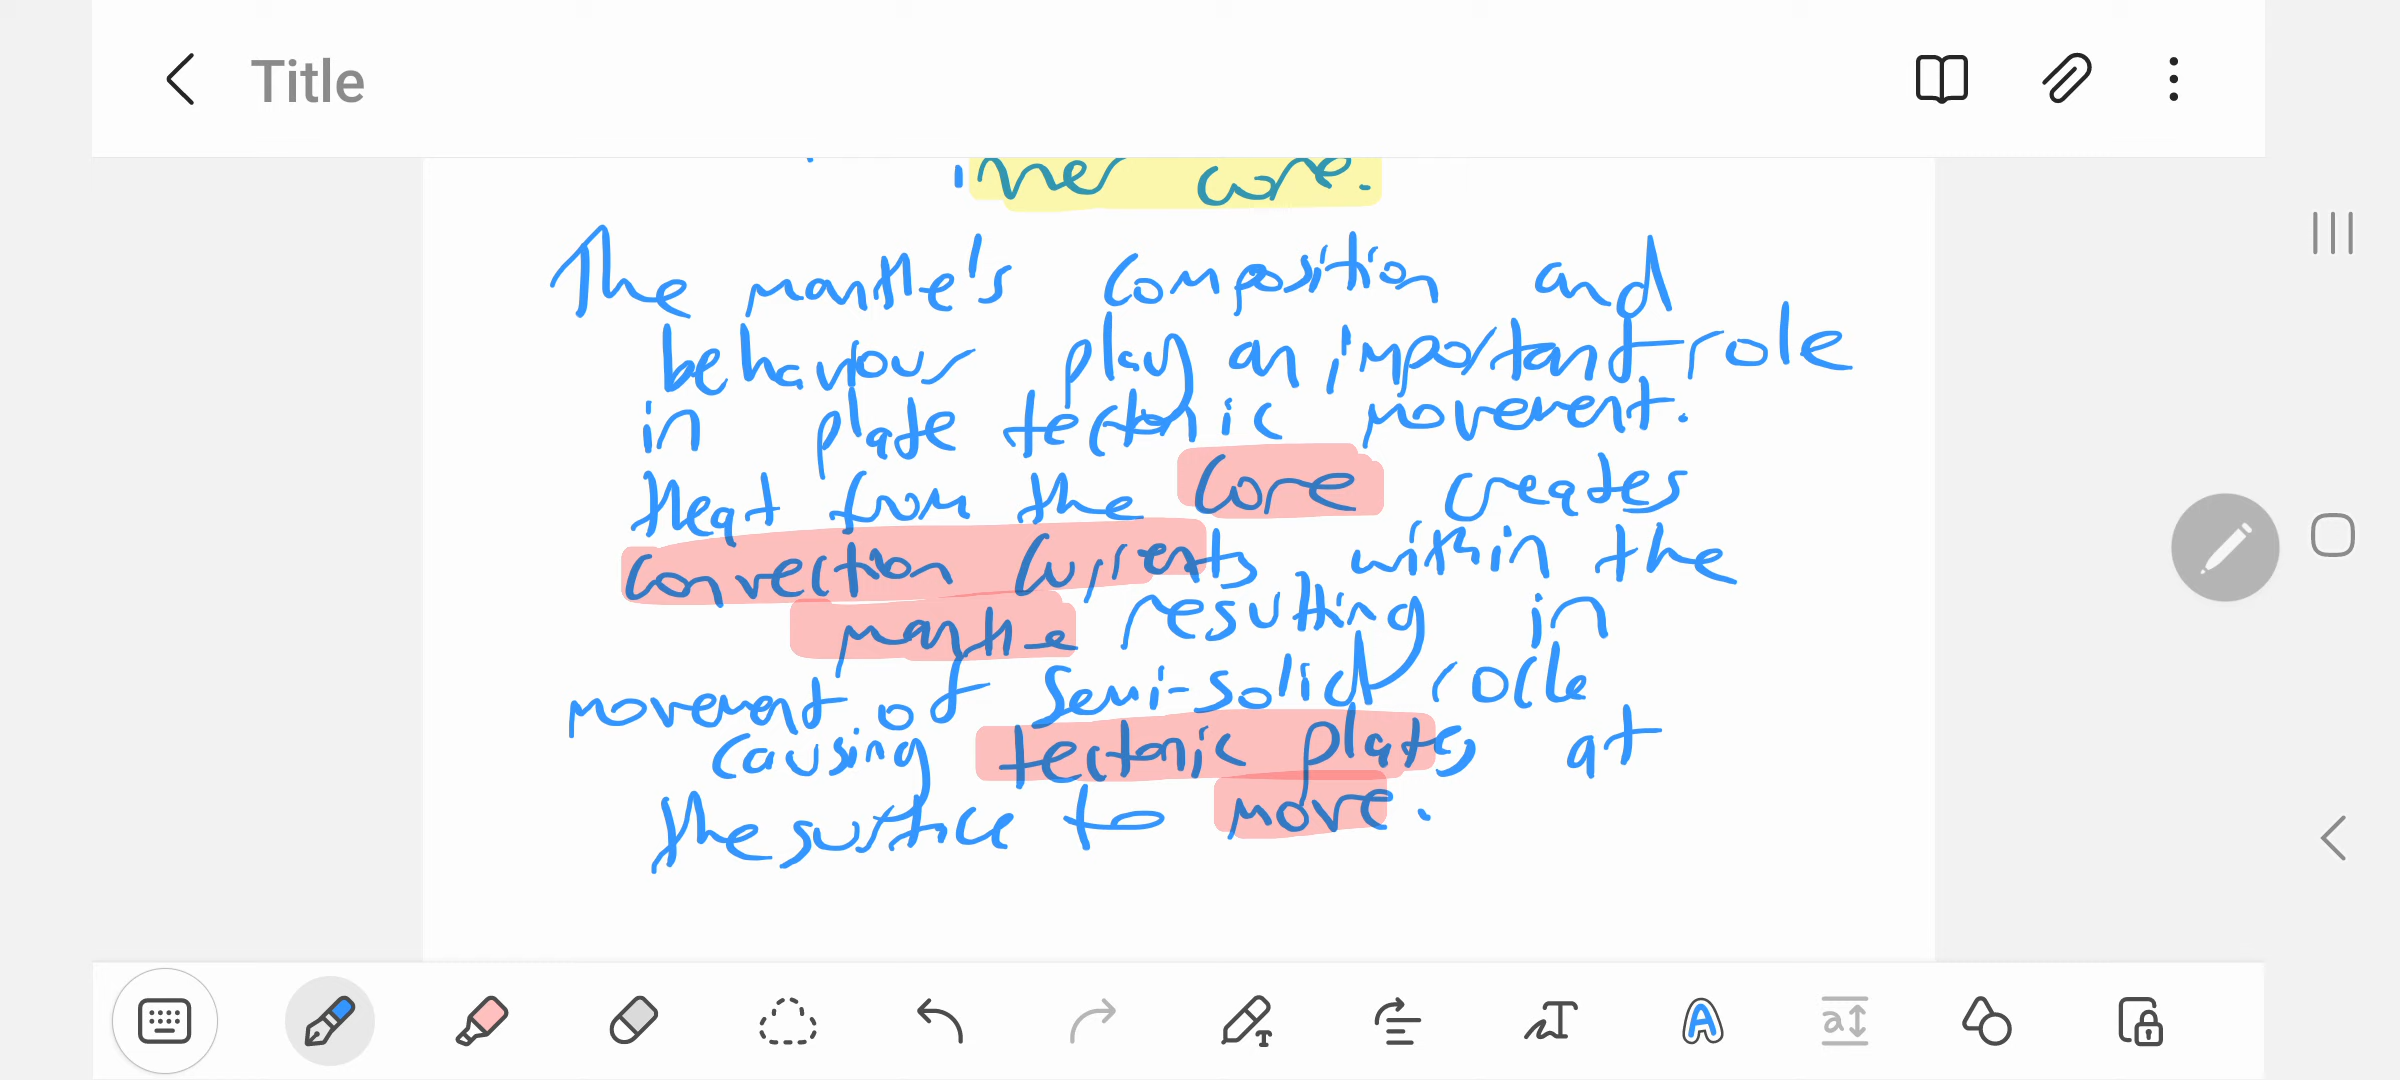 Title
inner core.
The mantle's composition and
behaviour play an important role
in plate tectonic movement.
Heat from the core creates
convection currents within the
mantle resulting in
movement of semi-solid rock
causing tectonic plates at
the surface to move.